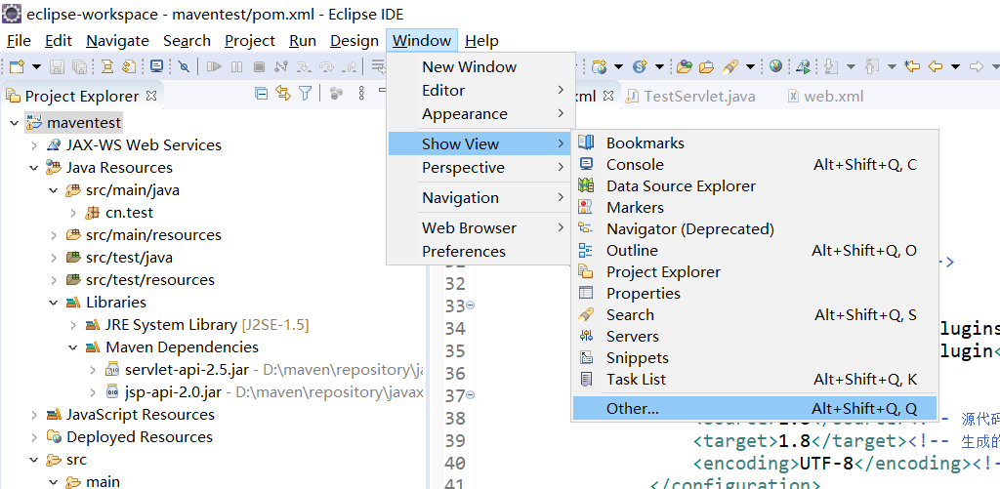 eclipse-workspace - maventest/pom.xml - Eclipse IDE
File Edit Navigate Search Project Run Design Window Help
Project Explorer
TestServlet.java
web.xml
maventest
JAX-WS Web Services
Java Resources
src/main/java
cn.test
src/main/resources
src/test/java
src/test/resources
Libraries
JRE System Library [J2SE-1.5]
Maven Dependencies
servlet-api-2.5.jar - D:\maven\repository\ja
jsp-api-2.0.jar - D:\maven\repository\javax
JavaScript Resources
Deployed Resources
src
main
New Window
Editor
Appearance
Show View
Perspective
Navigation
Web Browser
Preferences
Bookmarks
Console Alt+Shift+Q, C
Data Source Explorer
Markers
Navigator (Deprecated)
Outline Alt+Shift+Q, O
Project Explorer
Properties
Search Alt+Shift+Q, S
Servers
Snippets
Task List Alt+Shift+Q, K
Other... Alt+Shift+Q, Q
32
33
34 lugins
35 lugin<
36
37
38 源代码
39 <target>1.8</target><!-- 生成的
40 <encoding>UTF-8</encoding><!-
41 </configuration>